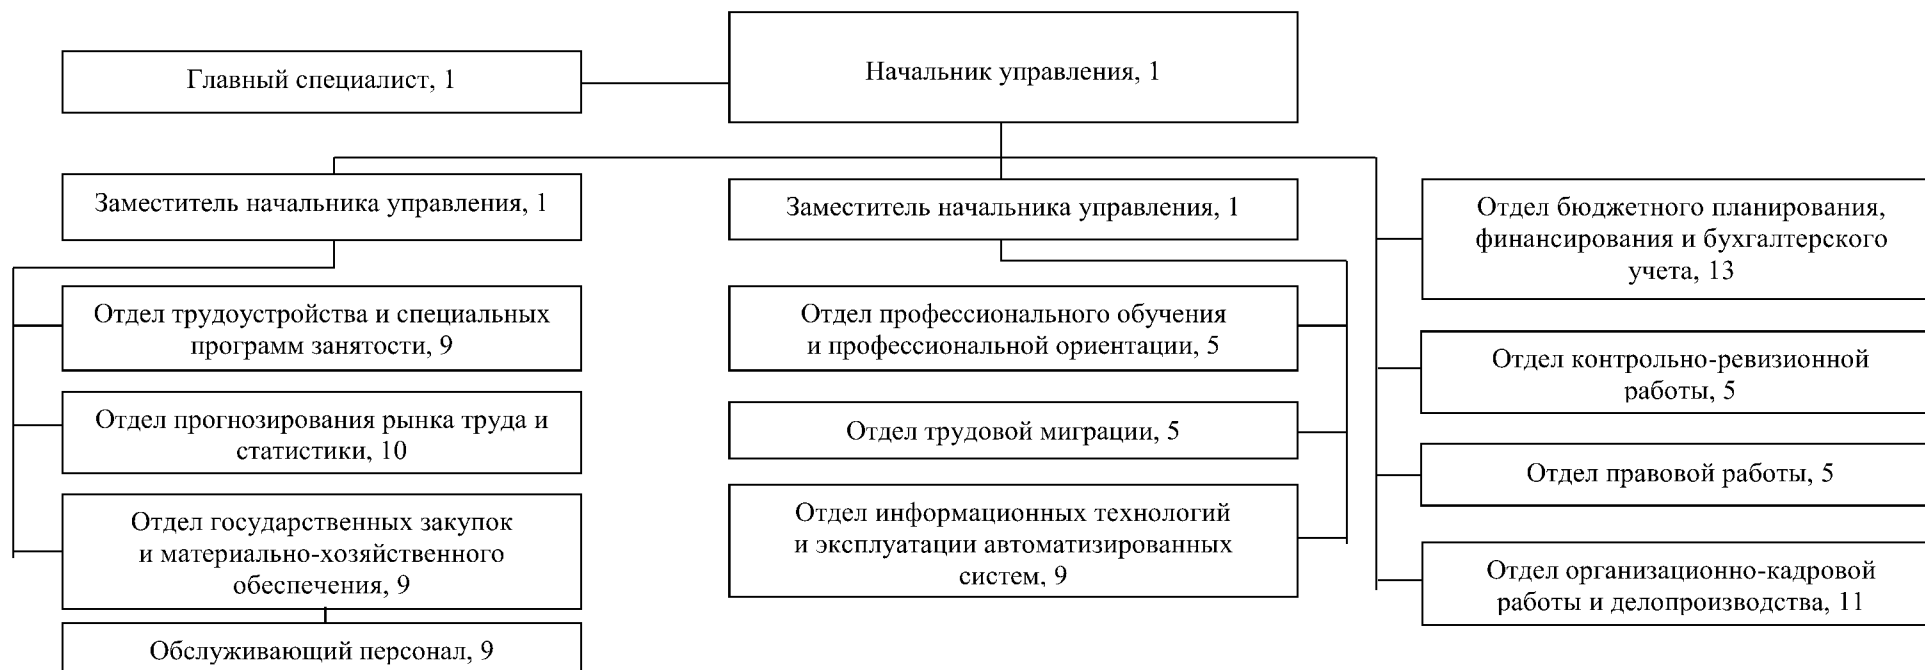 Главный специалист, 1
Начальник управления, 1
Заместитель начальника управления, 1
Отдел трудоустройства и специальных
программ занятости, 9
Отдел прогнозирования рынка труда и
статистики, 10
Отдел государственных закупок
и материально-хозяйственного
обеспечения, 9
Обслуживающий персонал, 9
Заместитель начальника управления, 1
Отдел профессионального обучения
и профессиональной ориентации, 5
Отдел трудовой миграции, 5
Отдел информационных технологий
и эксплуатации автоматизированных
систем, 9
Отдел бюджетного планирования,
финансирования и бухгалтерского
учета, 13
Отдел контрольно-ревизионной
работы, 5
Отдел правовой работы, 5
Отдел организационно-кадровой
работы и делопроизводства, 11